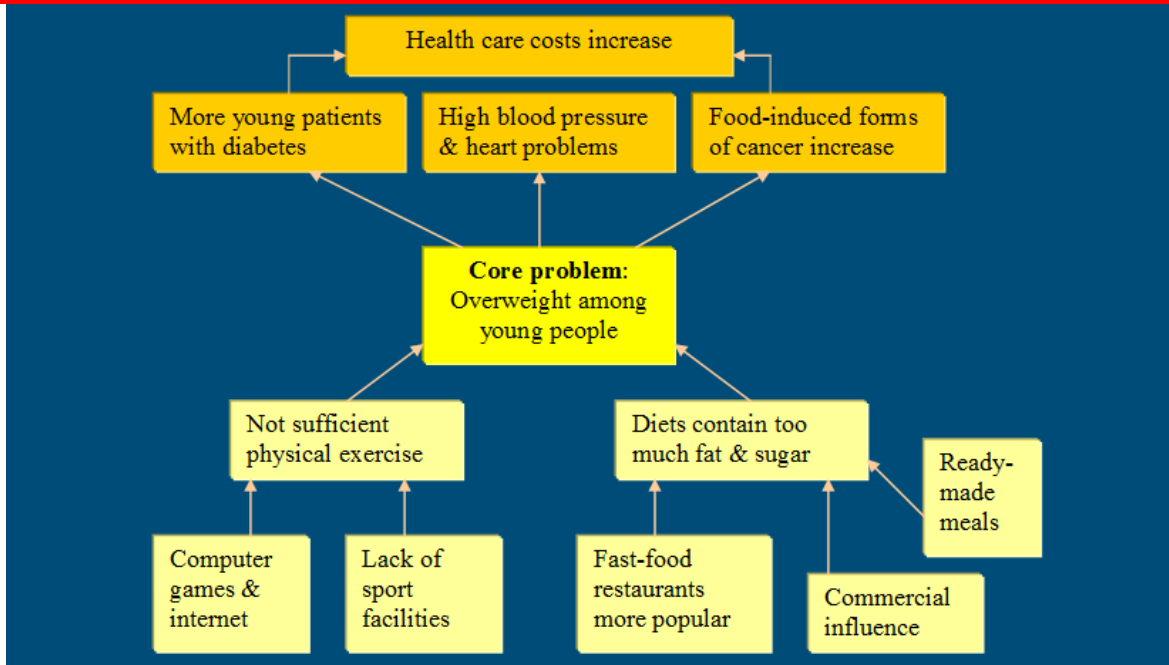 Health care costs increase
More young patients
with diabetes
High blood pressure
& heart problems
Food-induced forms
of cancer increase
Core problem:
Overweight among
young people
Not sufficient
physical exercise
Diets contain too
much fat & sugar
Ready-
made
meals
Computer
games &
internet
Lack of
sport
facilities
Fast-food
restaurants
more popular
Commercial
influence